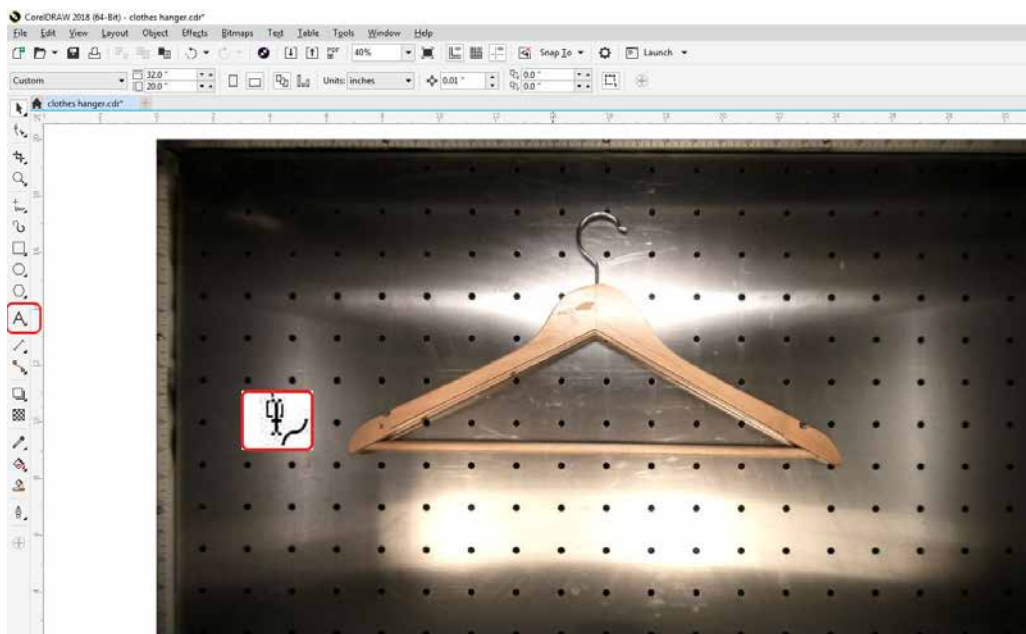 CorelDRAW 2018 (64-Bit) - clothes hanger.cdr*
File Edit View Layout Object Effects Bitmaps Text Table Tools Window Help
PDF 40% Snap To Launch
Custom 32.0 " 20.0 " Units: inches 0.01 " 0.0 " 0.0 "
clothes hanger.cdr*
A